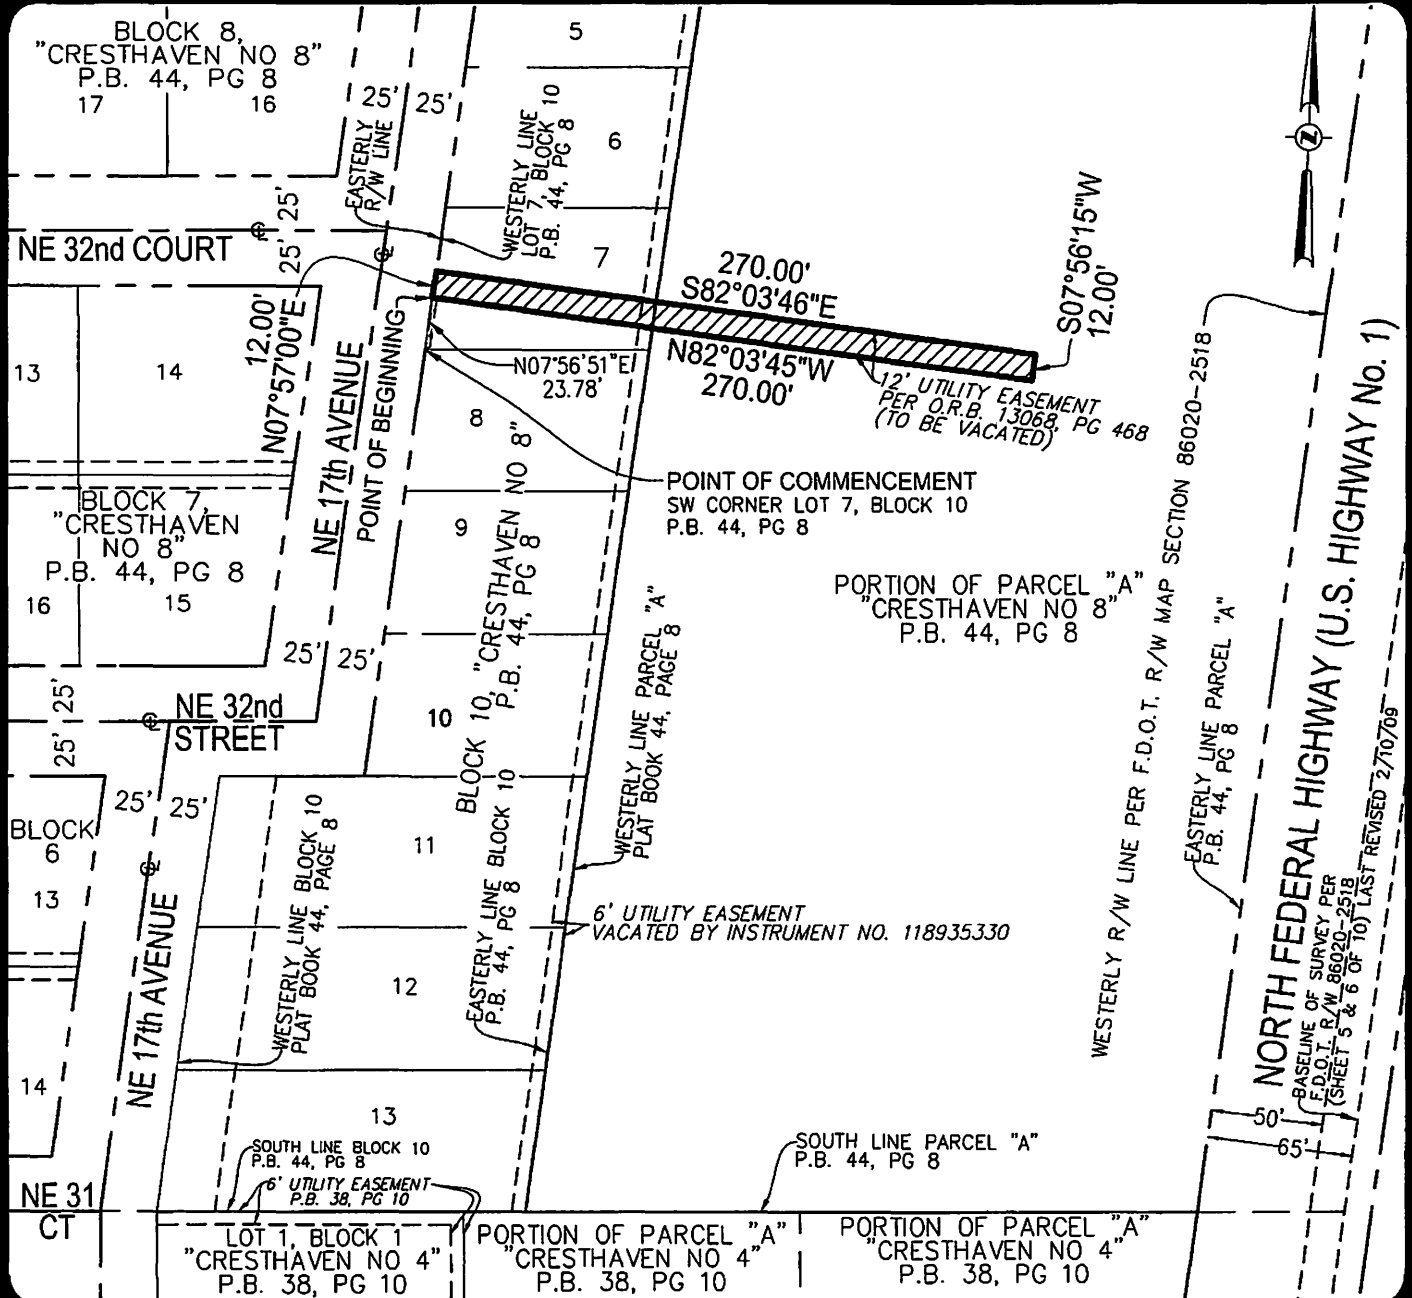 BLOCK 8,
"CRESTHAVEN NO 8"
P.B. 44, PG 8
17
16
25'
25'
5
6
7
EASTERLY
R/W LINE
WESTERLY LINE
LOT 7, BLOCK 10
P.B. 44, PG 8
25'
25'
℄
℄
NE 32nd COURT
270.00'
S82°03'46"E
S07°56'15"W
12.00'
Z
12.00'
N07°57'00"E
13
14
NE 17th AVENUE
POINT OF BEGINNING
N07°56'51"E
23.78'
N82°03'45"W
270.00'
12' UTILITY EASEMENT
PER O.R.B. 13068, PG 468
(TO BE VACATED)
8
POINT OF COMMENCEMENT
SW CORNER LOT 7, BLOCK 10
P.B. 44, PG 8
BLOCK 7,
"CRESTHAVEN
NO 8"
P.B. 44, PG 8
16
15
9
BLOCK 10, "CRESTHAVEN NO 8"
P.B. 44, PG 8
PORTION OF PARCEL "A"
"CRESTHAVEN NO 8"
P.B. 44, PG 8
WESTERLY R/W LINE PER F.D.O.T. R/W MAP SECTION 86020-2518
EASTERLY LINE PARCEL "A"
P.B. 44, PG 8
NORTH FEDERAL HIGHWAY (U.S. HIGHWAY No. 1)
BASELINE OF SURVEY PER
F.D.O.T. R/W 86020-2518
(SHEET 5 & 6 OF 10) LAST REVISED 2/10/09
25'
25'
25'
25'
℄
NE 32nd
STREET
10
WESTERLY LINE PARCEL "A"
PLAT BOOK 44, PAGE 8
25'
25'
BLOCK
6
13
℄
NE 17th AVENUE
WESTERLY LINE BLOCK 10
PLAT BOOK 44, PAGE 8
11
EASTERLY LINE BLOCK 10
P.B. 44, PG 8
6' UTILITY EASEMENT
VACATED BY INSTRUMENT NO. 118935330
12
14
13
50'
65'
SOUTH LINE BLOCK 10
P.B. 44, PG 8
6' UTILITY EASEMENT
P.B. 38, PG 10
SOUTH LINE PARCEL "A"
P.B. 44, PG 8
NE 31
CT
LOT 1, BLOCK 1
"CRESTHAVEN NO 4"
P.B. 38, PG 10
PORTION OF PARCEL "A"
"CRESTHAVEN NO 4"
P.B. 38, PG 10
PORTION OF PARCEL "A"
"CRESTHAVEN NO 4"
P.B. 38, PG 10